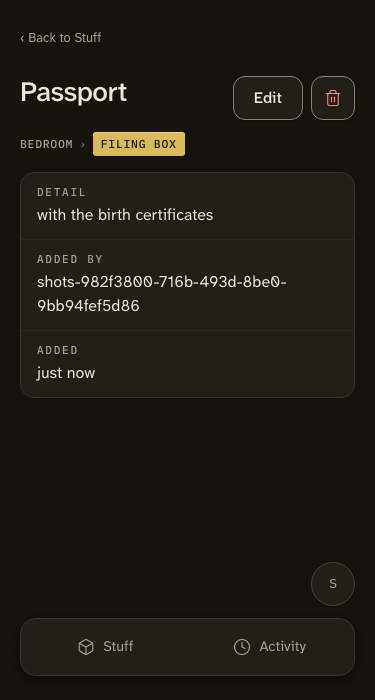 ‹ Back to Stuff
Passport
Edit
BEDROOM › FILING BOX
DETAIL
with the birth certificates
ADDED BY
shots-982f3800-716b-493d-8be0-
9bb94fef5d86
ADDED
just now
S
Stuff
Activity